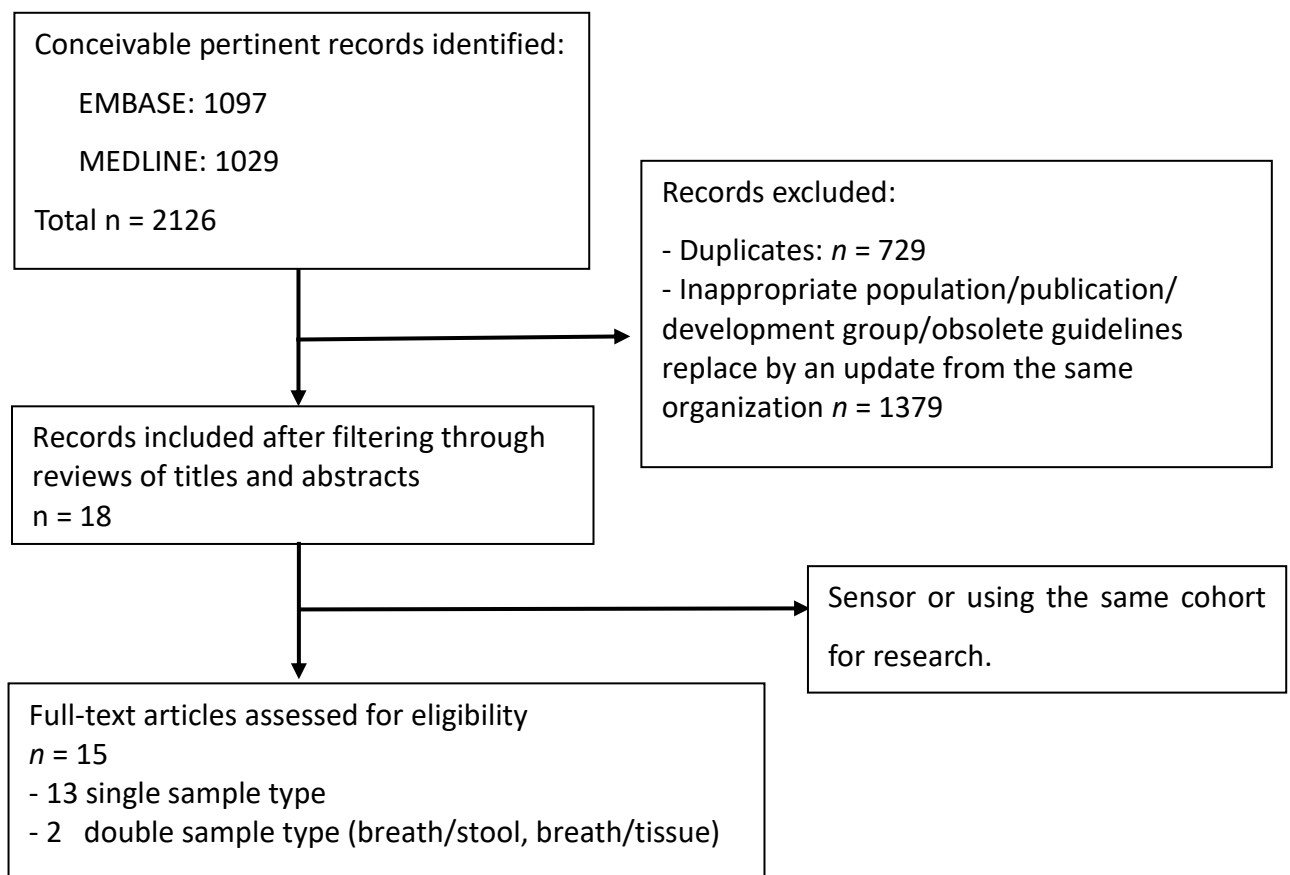 Conceivable pertinent records identified:
EMBASE: 1097
MEDLINE: 1029
Total n = 2126
Records excluded:
- Duplicates: n = 729
- Inappropriate population/publication/
development group/obsolete guidelines
replace by an update from the same
organization n = 1379
Records included after filtering through
reviews of titles and abstracts
n = 18
Sensor or using the same cohort
for research.
Full-text articles assessed for eligibility
n = 15
- 13 single sample type
- 2 double sample type (breath/stool, breath/tissue)